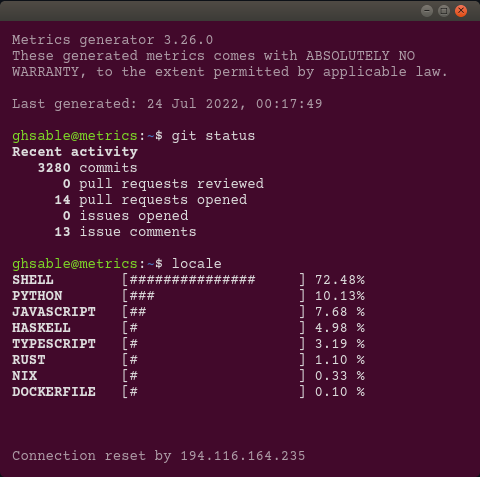 Metrics generator 3.26.0
These generated metrics comes with ABSOLUTELY NO
WARRANTY, to the extent permitted by applicable law.
Last generated: 24 Jul 2022, 00:17:49
ghsable@metrics:~$ git status
Recent activity
3280 commits
0 pull requests reviewed
14 pull requests opened
0 issues opened
13 issue comments
ghsable@metrics:~$ locale
SHELL [############### ] 72.48%
PYTHON [### ] 10.13%
JAVASCRIPT [## ] 7.68 %
HASKELL [# ] 4.98 %
TYPESCRIPT [# ] 3.19 %
RUST [# ] 1.10 %
NIX [# ] 0.33 %
DOCKERFILE [# ] 0.10 %
Connection reset by 194.116.164.235